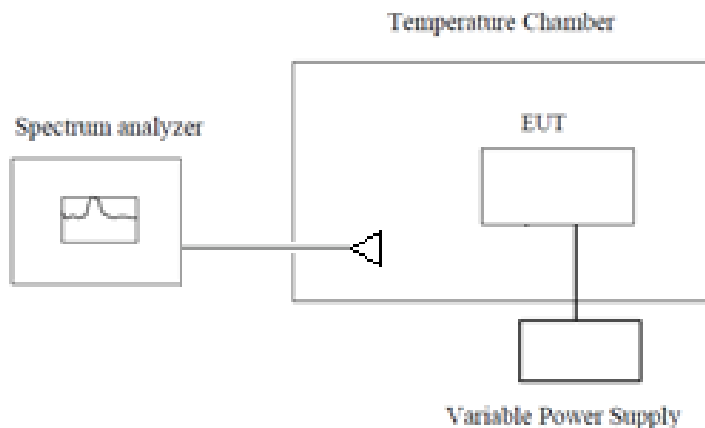 Temperature Chamber
Spectrum analyzer
EUT
Variable Power Supply